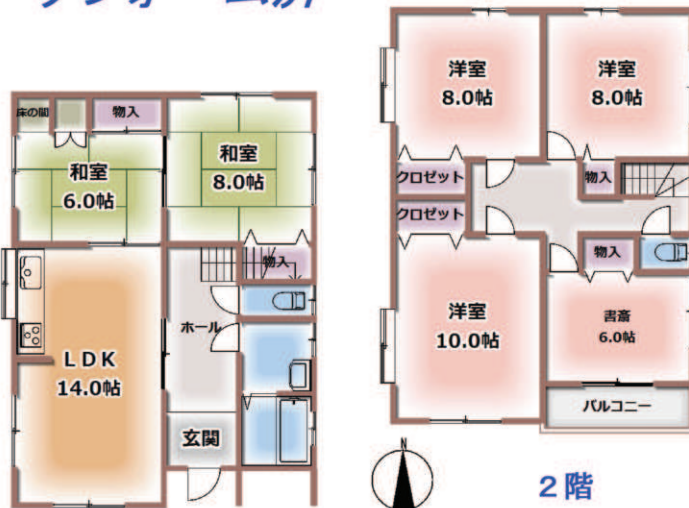 床の間
物入
和室
6.0帖
和室
8.0帖
物入
ホール
LDK
14.0帖
玄関
洋室
8.0帖
洋室
8.0帖
クロゼット
物入
クロゼット
物入
洋室
10.0帖
書斎
6.0帖
バルコニー
N
2階